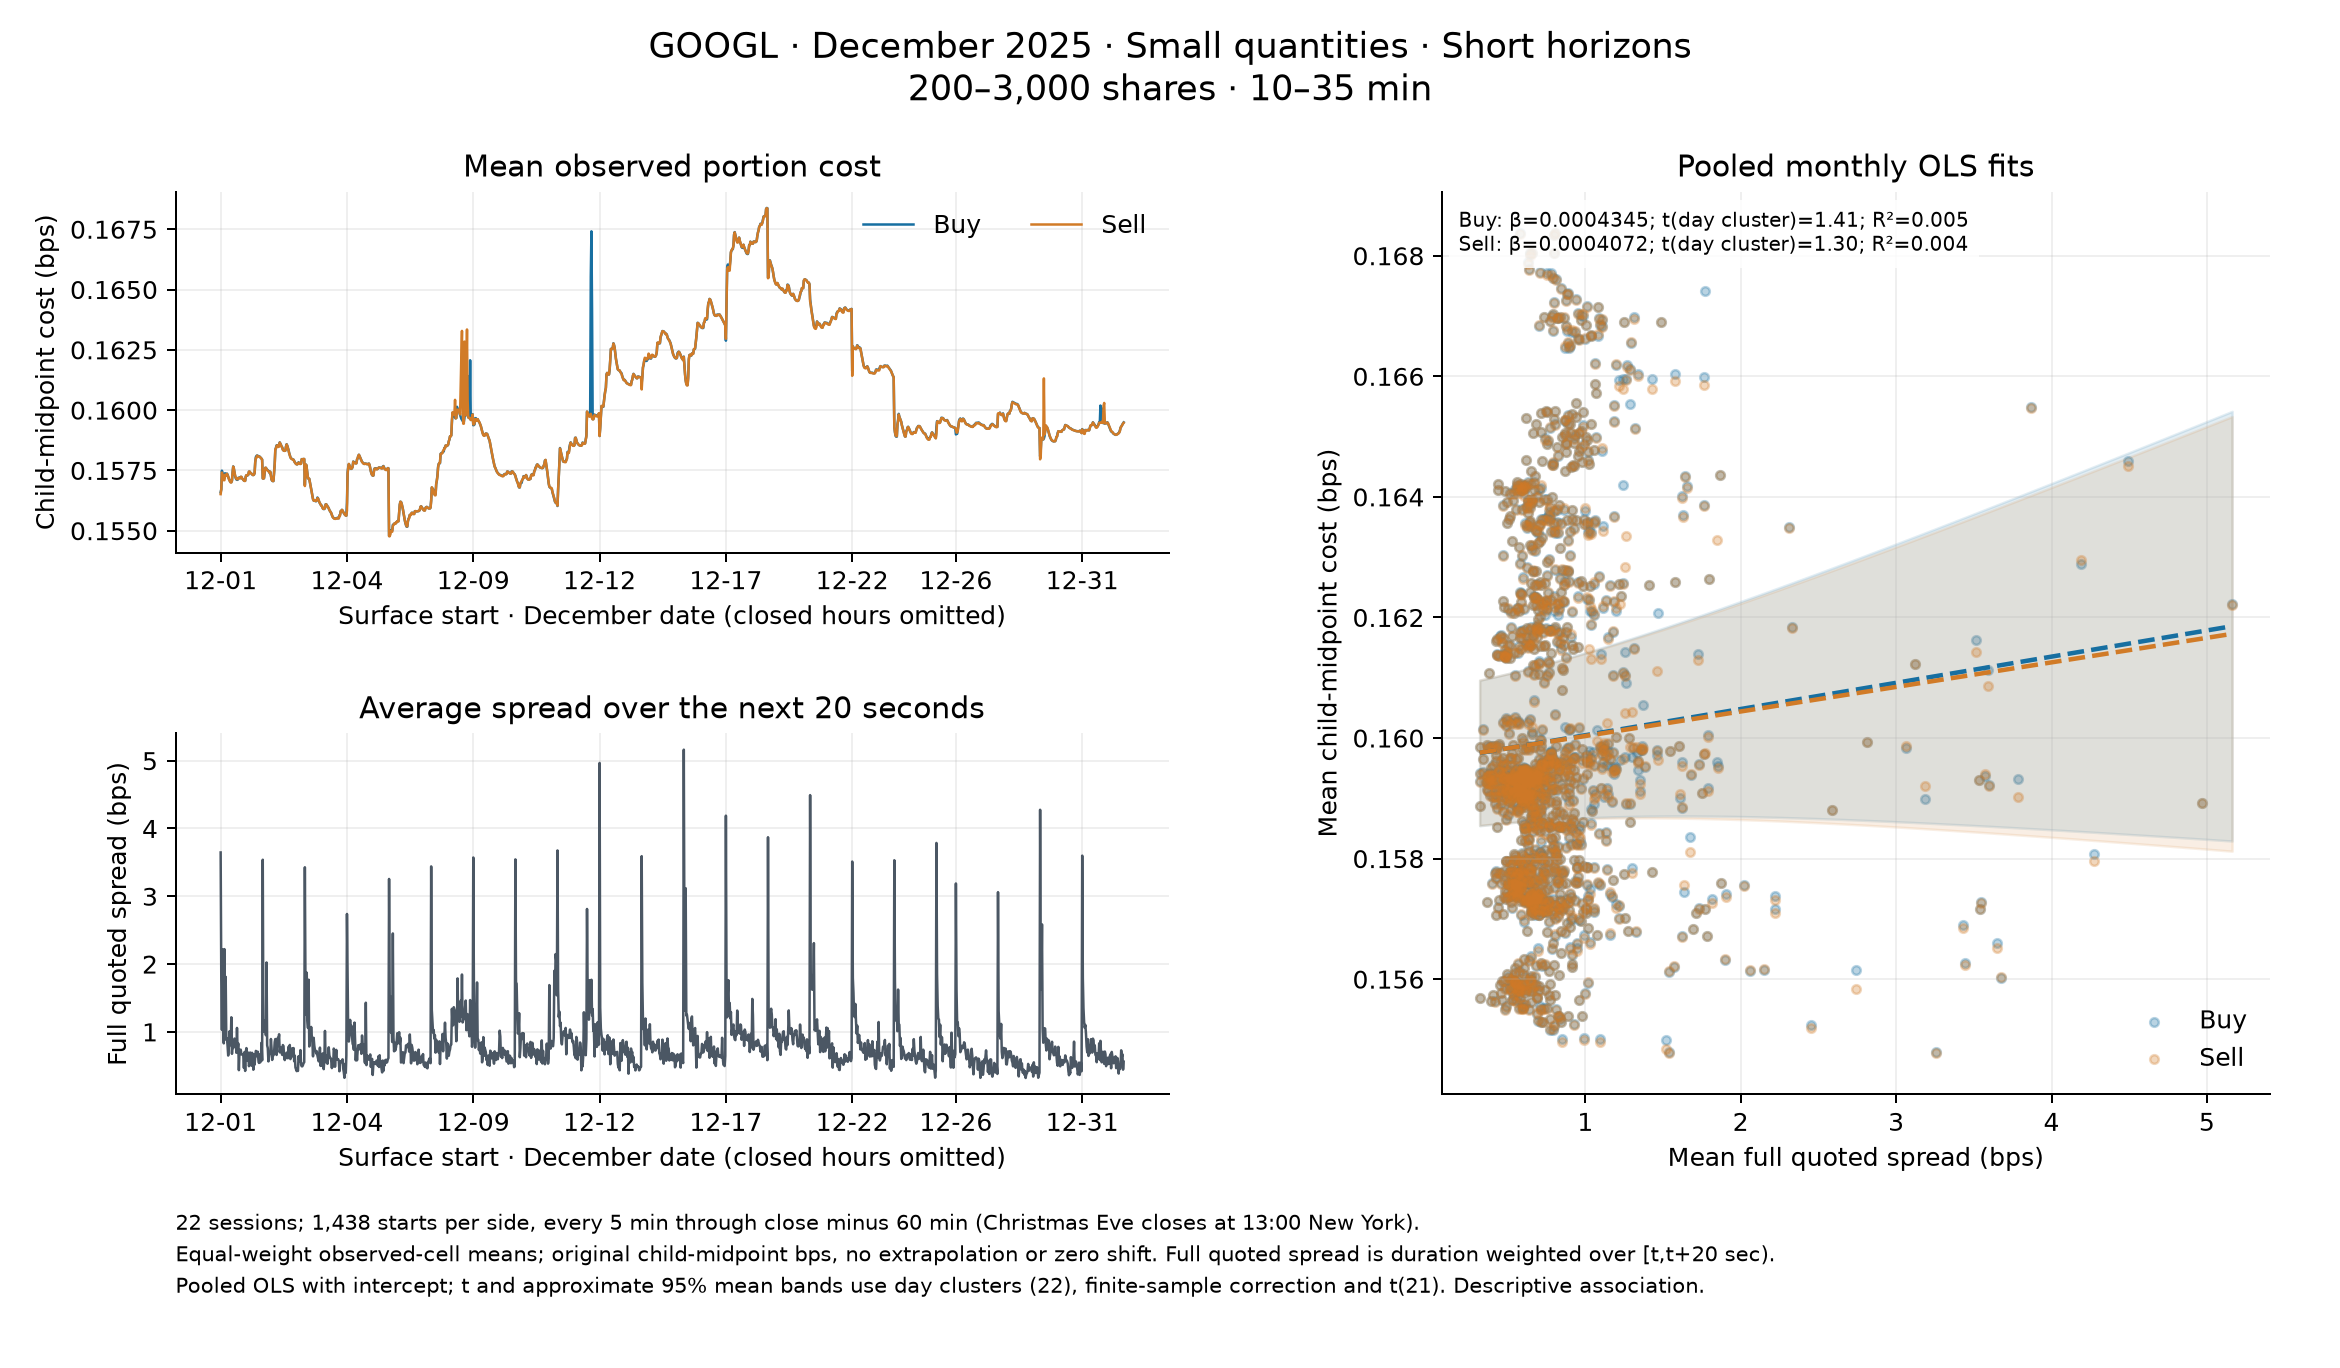 GOOGL · December 2025 · Small quantities · Short horizons
200–3,000 shares · 10–35 min
Mean observed portion cost
Child-midpoint cost (bps)
0.1675
0.1650
0.1625
0.1600
0.1575
0.1550
Buy
Sell
12-01
12-04
12-09
12-12
12-17
12-22
12-26
12-31
Surface start · December date (closed hours omitted)
Average spread over the next 20 seconds
Full quoted spread (bps)
5
4
3
2
1
12-01
12-04
12-09
12-12
12-17
12-22
12-26
12-31
Surface start · December date (closed hours omitted)
Pooled monthly OLS fits
Buy: β=0.0004345; t(day cluster)=1.41; R²=0.005
Sell: β=0.0004072; t(day cluster)=1.30; R²=0.004
Mean child-midpoint cost (bps)
0.168
0.166
0.164
0.162
0.160
0.158
0.156
Buy
Sell
1
2
3
4
5
Mean full quoted spread (bps)
22 sessions; 1,438 starts per side, every 5 min through close minus 60 min (Christmas Eve closes at 13:00 New York).
Equal-weight observed-cell means; original child-midpoint bps, no extrapolation or zero shift. Full quoted spread is duration weighted over [t,t+20 sec).
Pooled OLS with intercept; t and approximate 95% mean bands use day clusters (22), finite-sample correction and t(21). Descriptive association.